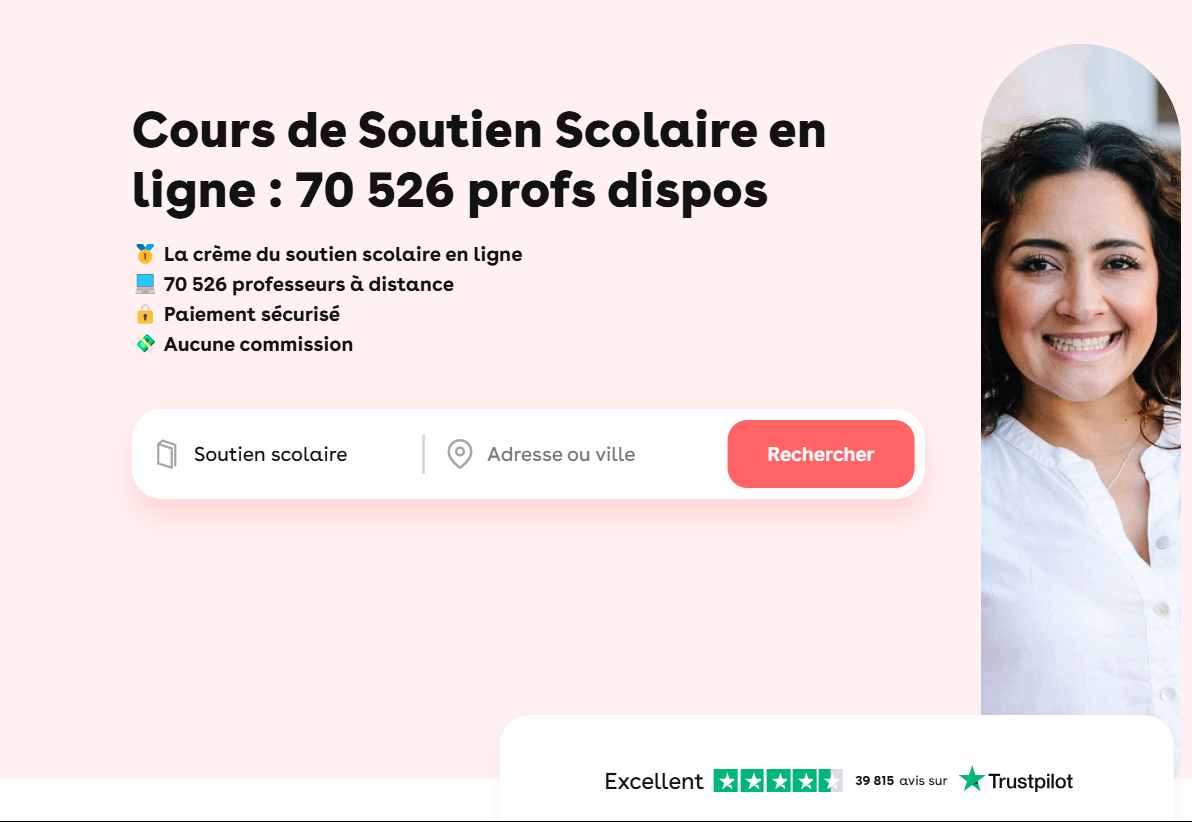 Cours de Soutien Scolaire en
ligne : 70 526 profs dispos
🥇 La crème du soutien scolaire en ligne
💻 70 526 professeurs à distance
🔒 Paiement sécurisé
💸 Aucune commission
Soutien scolaire Adresse ou ville Rechercher
Excellent 39 815 avis sur Trustpilot